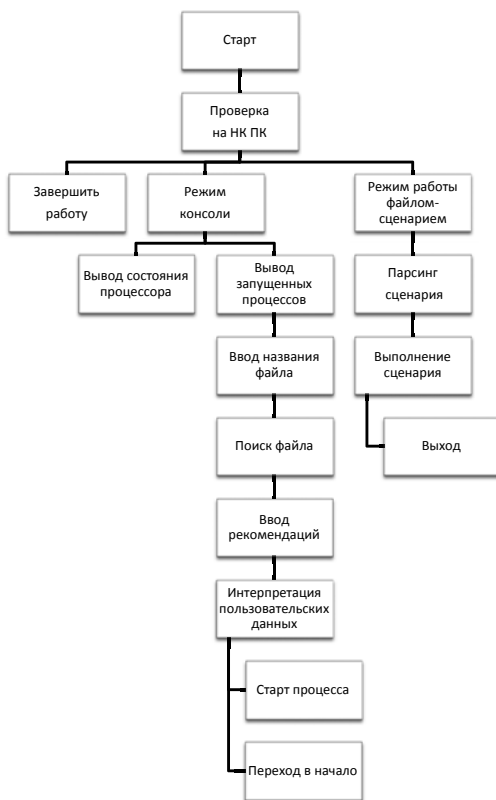 Старт
Проверка
на НК ПК
Завершить
работу
Режим
консоли
Режим работы
файлом-
сценарием
Вывод состояния
процессора
Вывод
запущенных
процессов
Парсинг
сценария
Ввод названия
файла
Выполнение
сценария
Поиск файла
Выход
Ввод
рекомендаций
Интерпретация
пользовательских
данных
Старт процесса
Переход в начало